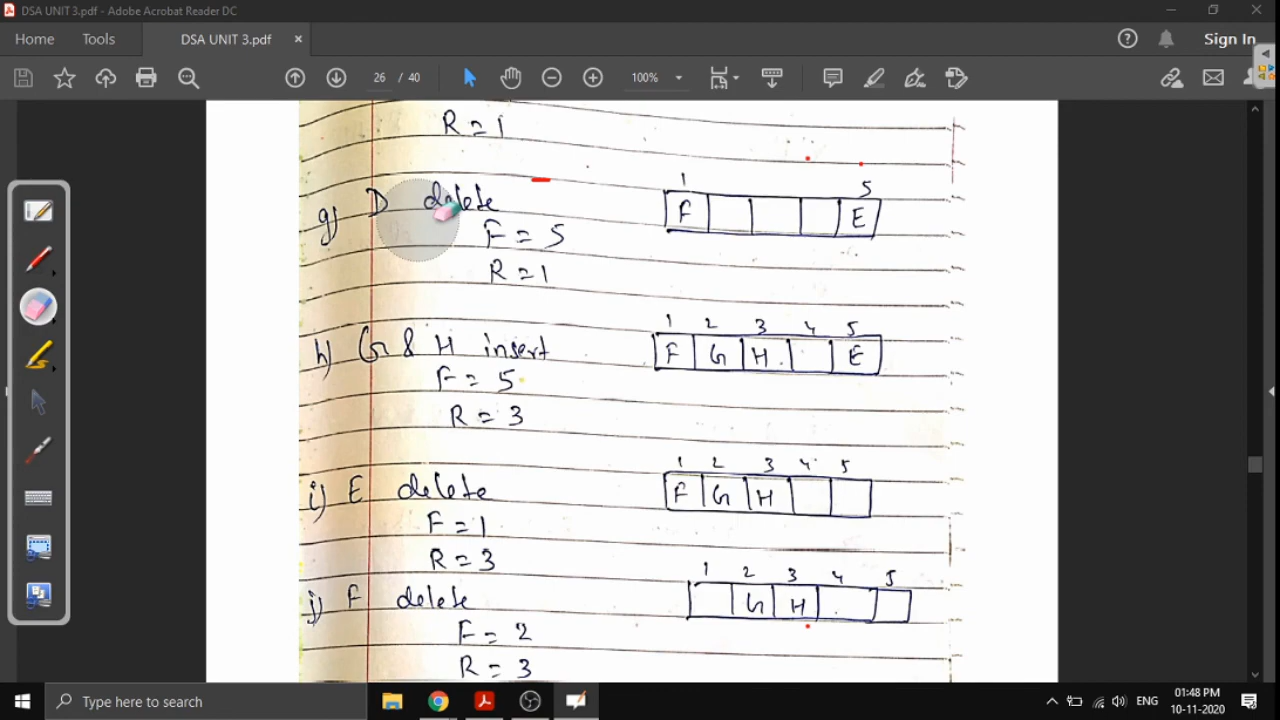 DSA UNIT 3.pdf - Adobe Acrobat Reader DC
Home Tools DSA UNIT 3.pdf × Sign In
26 / 40 100%
R = 1
g) D delete
F = 5
R = 1
1 5
F E
h) G & H insert
F = 5
R = 3
1 2 3 4 5
F G H E
i) E delete
F = 1
R = 3
1 2 3 4 5
F G H
j) F delete
F = 2
R = 3
1 2 3 4 5
G H
Type here to search
ENG
01:48 PM
10-11-2020